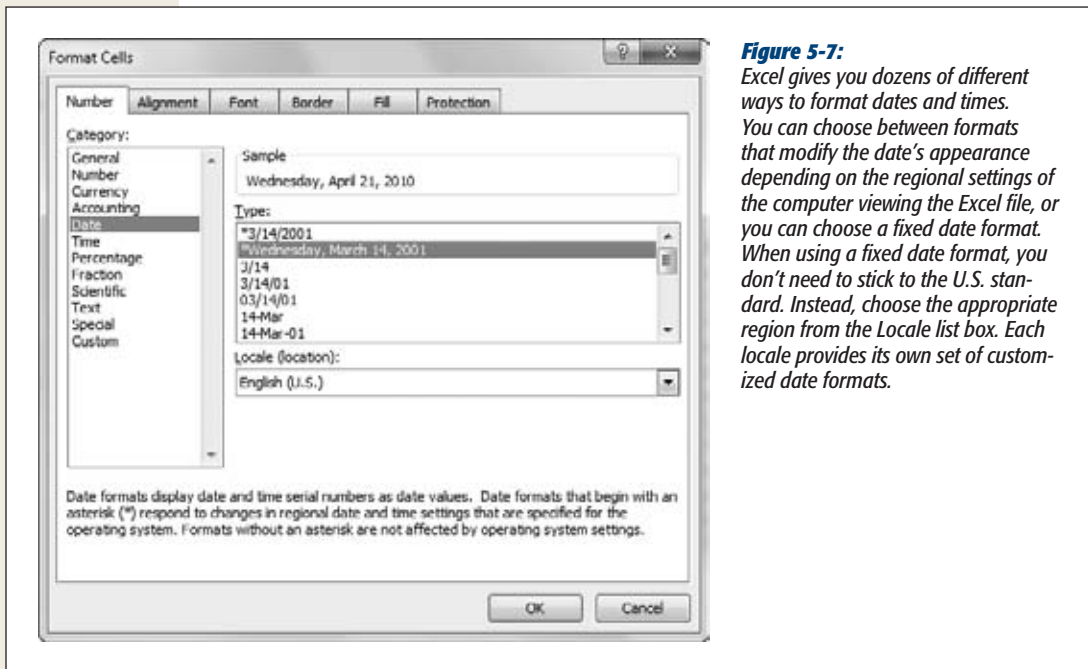 Format Cells
Number Alignment Font Border Fill Protection
Category:
General
Number
Currency
Accounting
Date
Time
Percentage
Fraction
Scientific
Text
Special
Custom
Sample
Wednesday, April 21, 2010
Type:
*3/14/2001
*Wednesday, March 14, 2001
3/14
3/14/01
03/14/01
14-Mar
14-Mar-01
Locale (location):
English (U.S.)
Date formats display date and time serial numbers as date values. Date formats that begin with an
asterisk (*) respond to changes in regional date and time settings that are specified for the
operating system. Formats without an asterisk are not affected by operating system settings.
OK Cancel
Figure 5-7:
Excel gives you dozens of different
ways to format dates and times.
You can choose between formats
that modify the date's appearance
depending on the regional settings of
the computer viewing the Excel file, or
you can choose a fixed date format.
When using a fixed date format, you
don't need to stick to the U.S. stan-
dard. Instead, choose the appropriate
region from the Locale list box. Each
locale provides its own set of custom-
ized date formats.